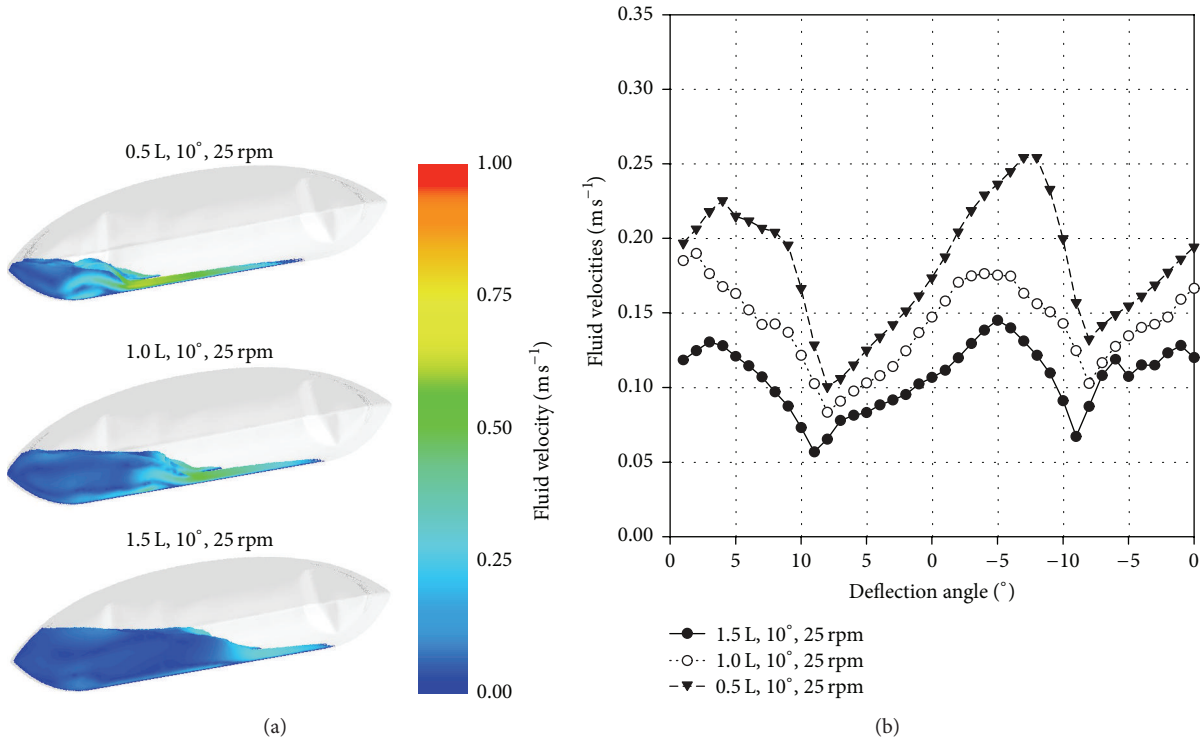 0.5 L, 10°, 25 rpm
1.0 L, 10°, 25 rpm
1.5 L, 10°, 25 rpm
1.00
0.75
0.50
0.25
0.00
Fluid velocity (m s⁻¹)
(a)
0.35
0.30
0.25
0.20
0.15
0.10
0.05
0.00
Fluid velocities (m s⁻¹)
0 5 10 5 0 −5 −10 −5 0
Deflection angle (°)
1.5 L, 10°, 25 rpm
1.0 L, 10°, 25 rpm
0.5 L, 10°, 25 rpm
(b)